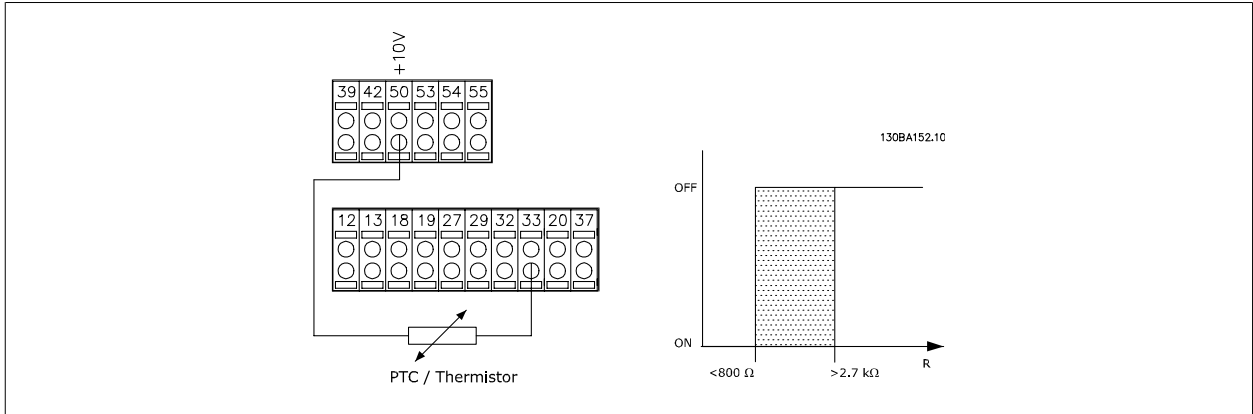 +10V
39 42 50 53 54 55
130BA152.10
OFF
12 13 18 19 27 29 32 33 20 37
ON
<800 Ω >2.7 kΩ
R
PTC / Thermistor